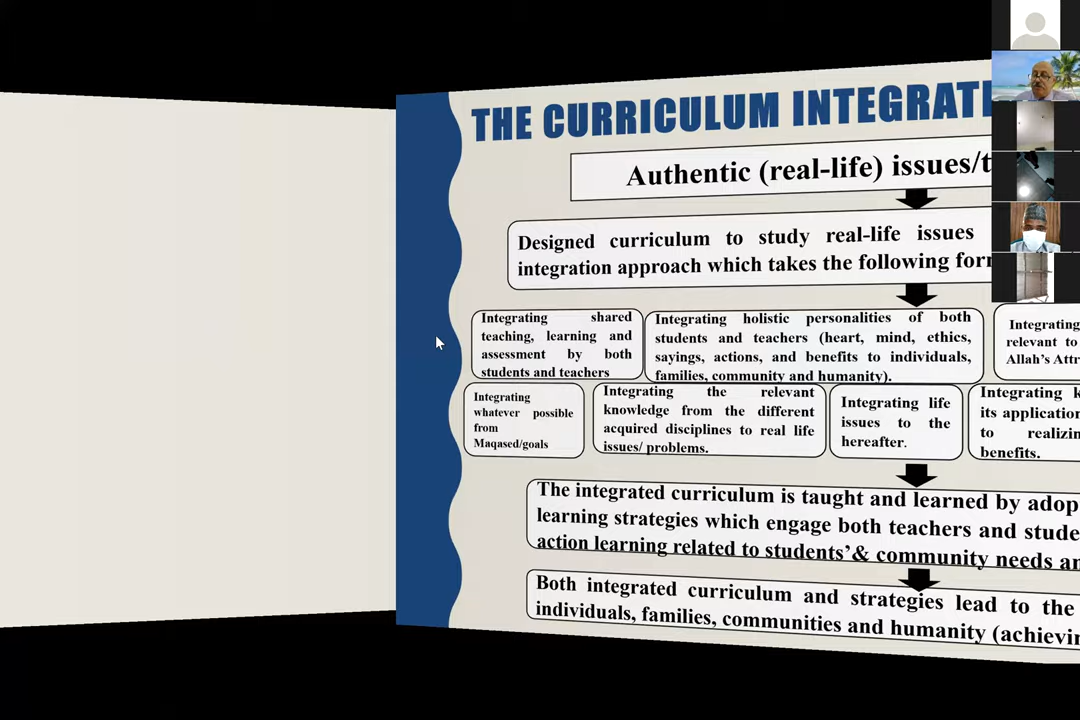 THE CURRICULUM INTEGRATI
Authentic (real-life) issues/t
Designed curriculum to study real-life issues
integration approach which takes the following for
Integrating shared
teaching, learning and
assessment by both
students and teachers
Integrating holistic personalities of both
students and teachers (heart, mind, ethics,
sayings, actions, and benefits to individuals,
families, community and humanity).
Integrating
relevant to
Allah's Attr
Integrating
whatever possible
from
Maqased/goals
Integrating the relevant
knowledge from the different
acquired disciplines to real life
issues/ problems.
Integrating life
issues to the
hereafter.
Integrating k
its application
to realizin
benefits.
The integrated curriculum is taught and learned by adop
learning strategies which engage both teachers and stude
action learning related to students'& community needs an
Both integrated curriculum and strategies lead to the
individuals, families, communities and humanity (achievin